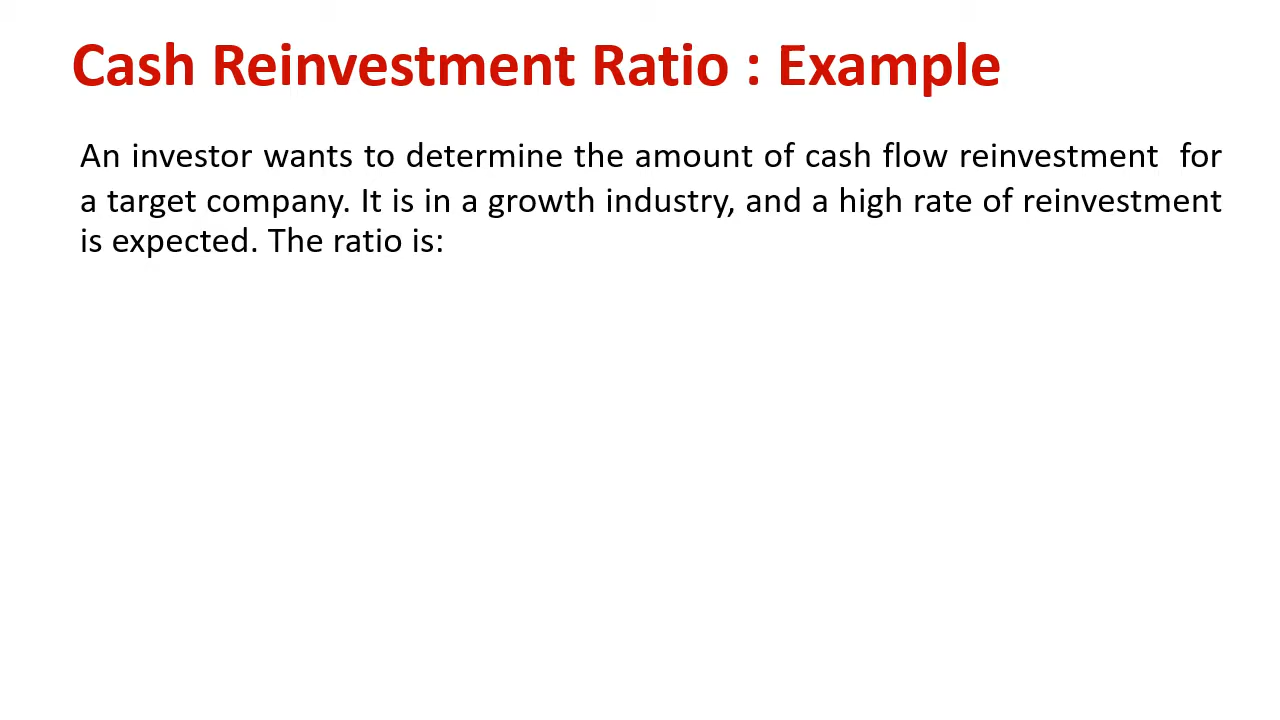 Cash Reinvestment Ratio : Example
An investor wants to determine the amount of cash flow reinvestment for
a target company. It is in a growth industry, and a high rate of reinvestment
is expected. The ratio is: